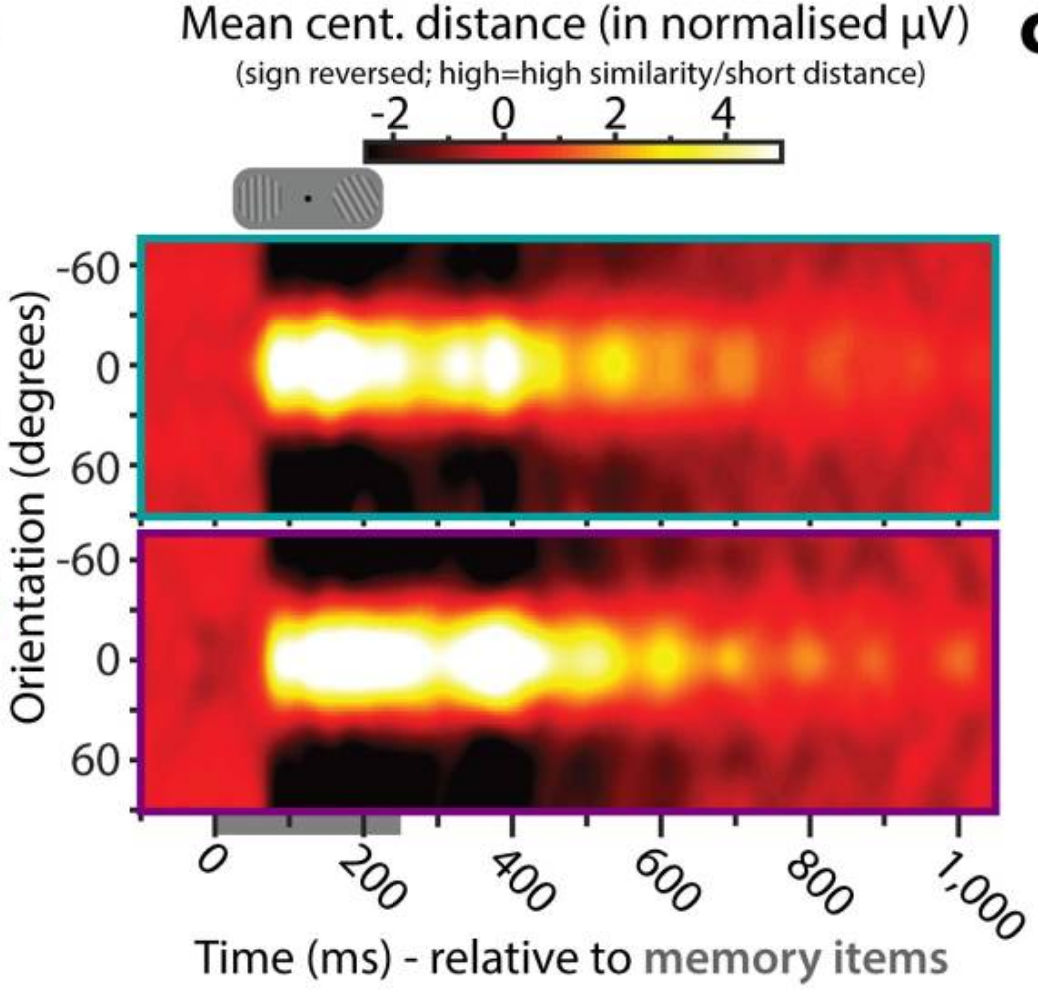 Mean cent. distance (in normalised µV)
(sign reversed; high=high similarity/short distance)
-2 0 2 4
Orientation (degrees)
-60
0
60
-60
0
60
0 200 400 600 800 1,000
Time (ms) - relative to memory items